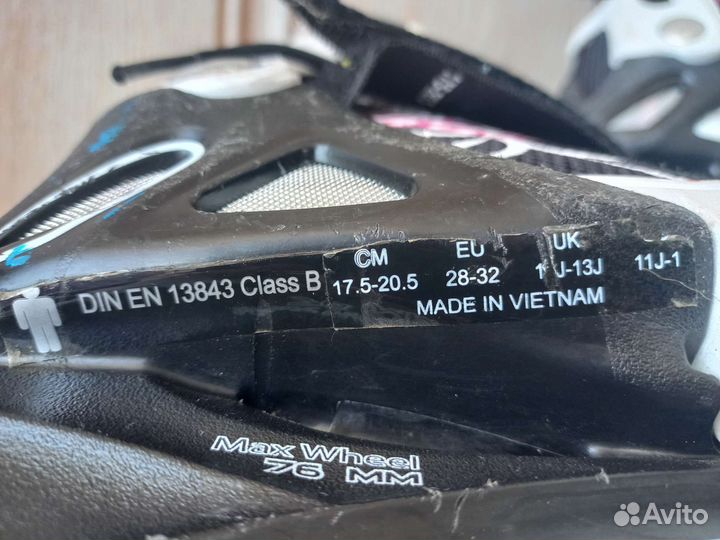 CM EU UK
DIN EN 13843 Class B 17.5-20.5 28-32 J-13J 11J-1
MADE IN VIETNAM
Max Wheel
76 MM
Avito